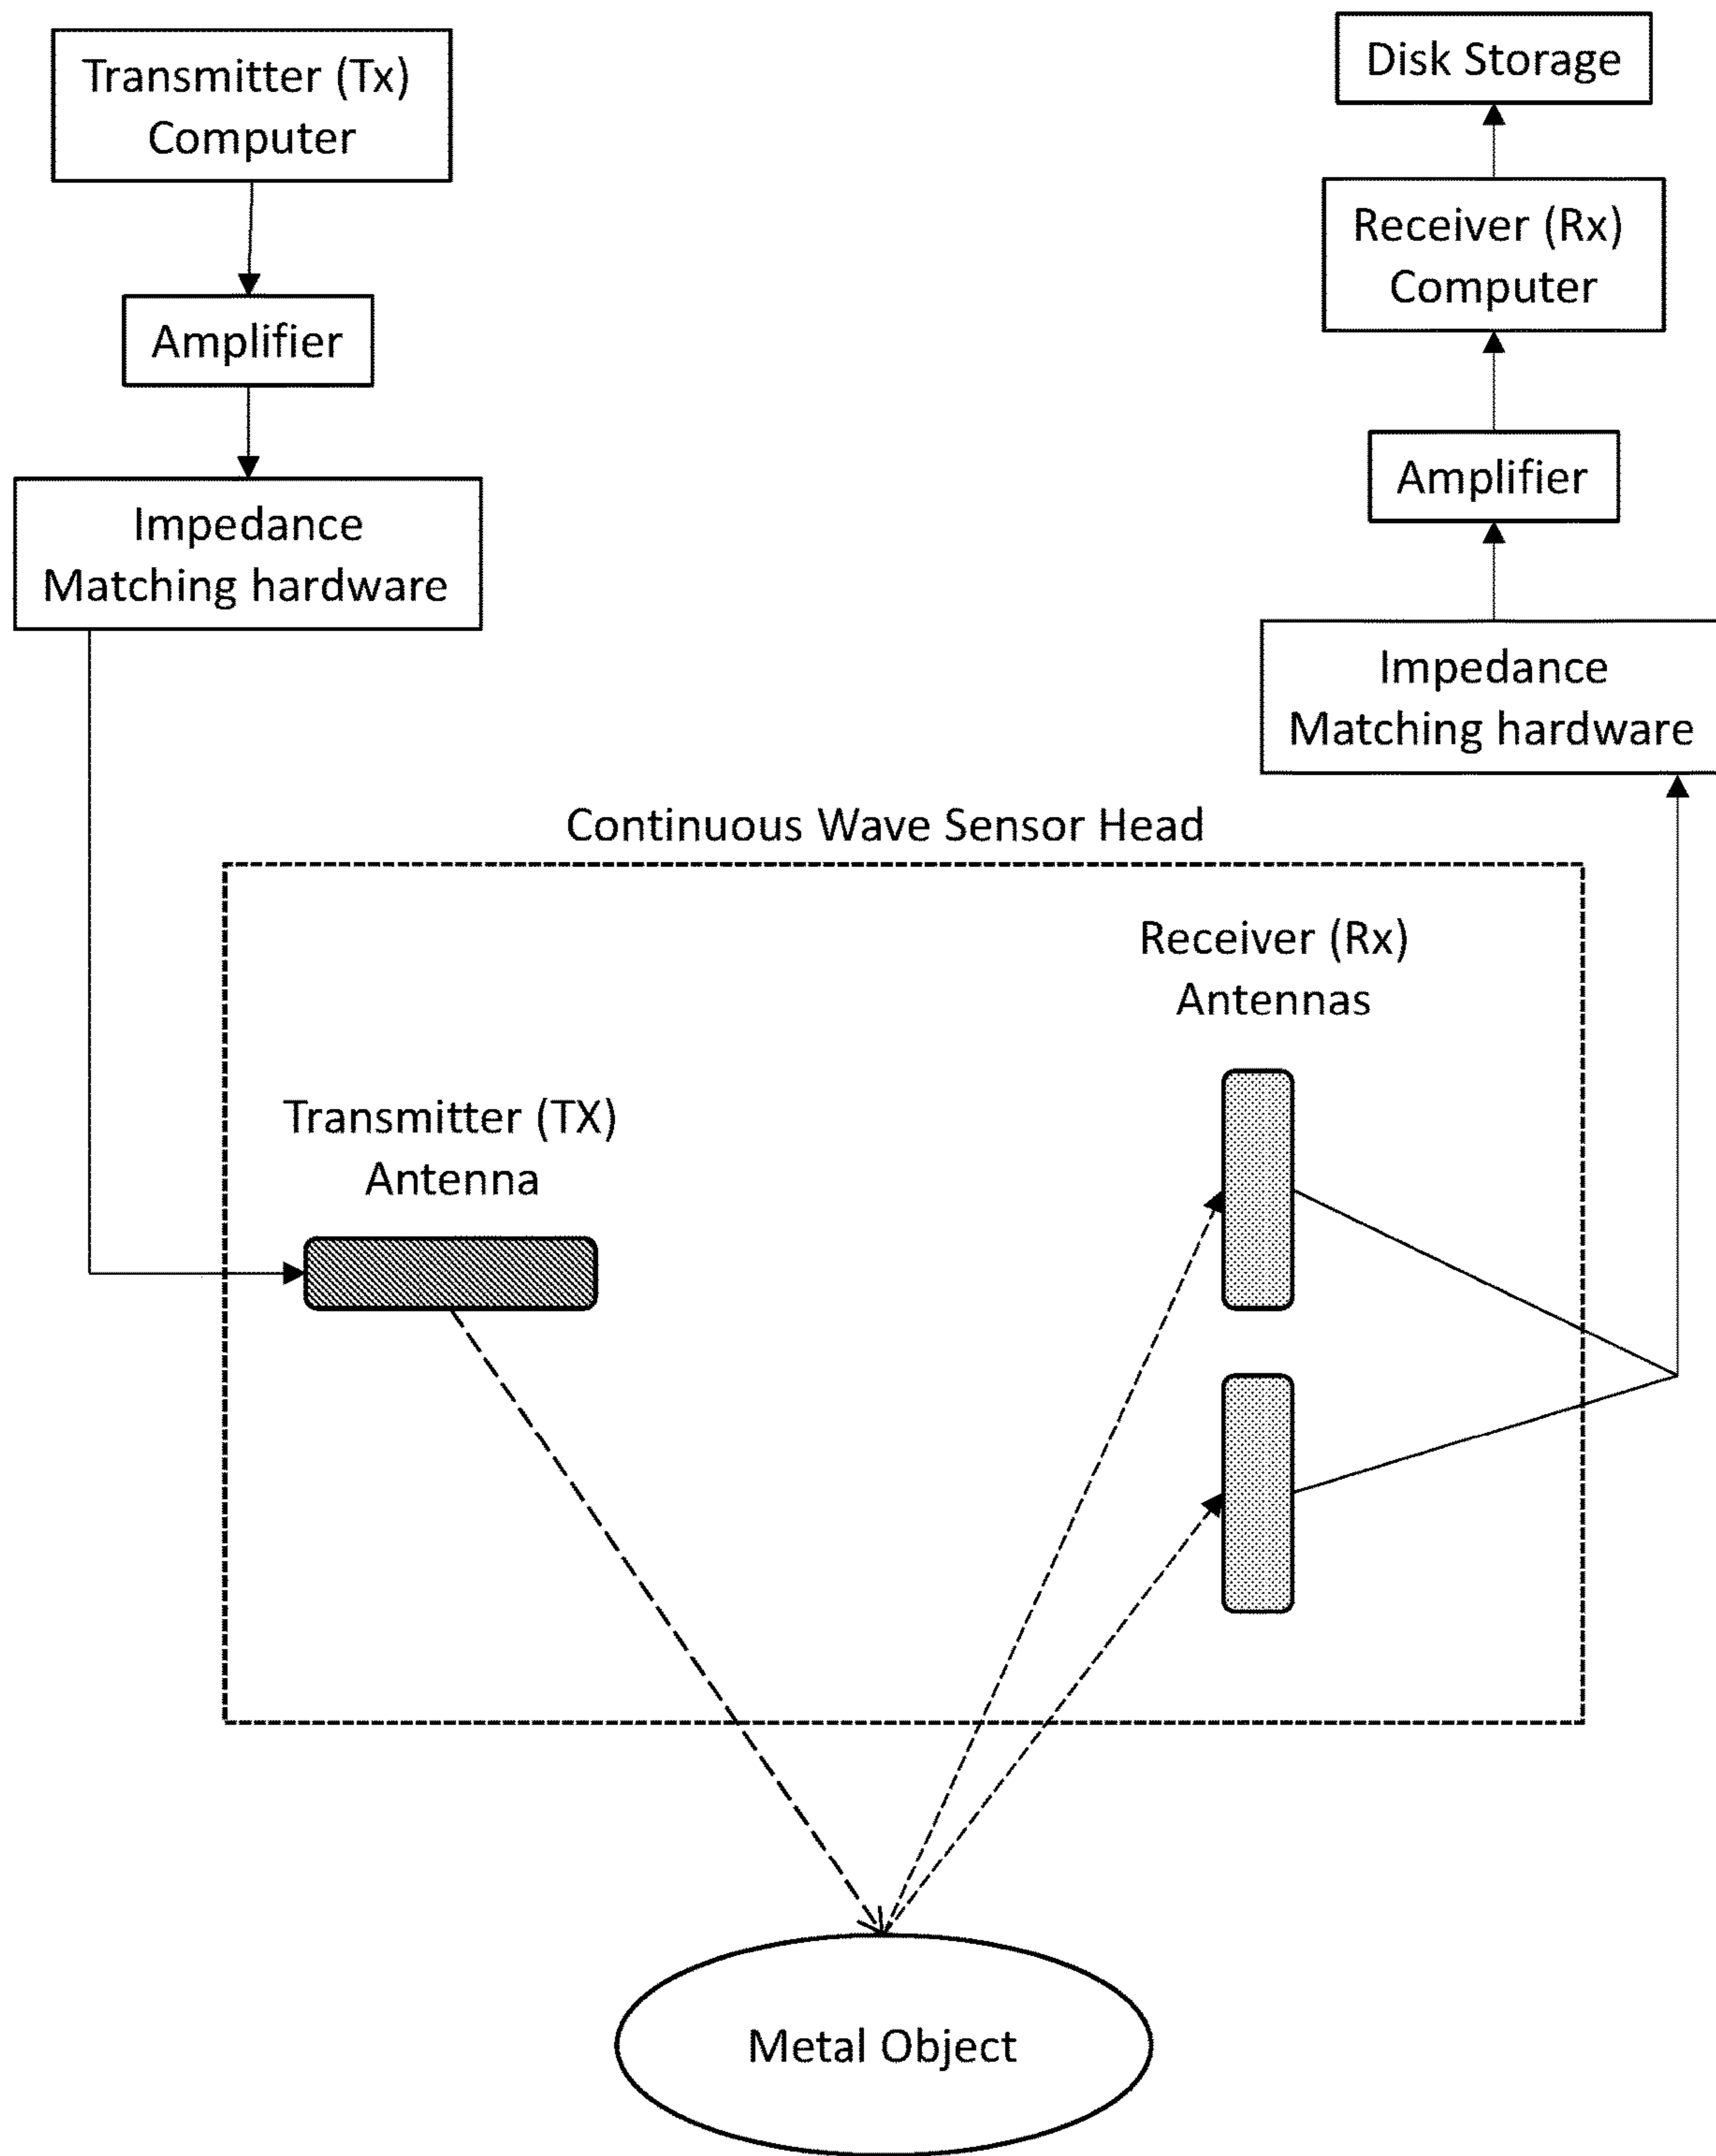 Transmitter (Tx)
Computer
Amplifier
Impedance
Matching hardware
Disk Storage
Receiver (Rx)
Computer
Amplifier
Impedance
Matching hardware
Continuous Wave Sensor Head
Receiver (Rx)
Antennas
Transmitter (TX)
Antenna
Metal Object